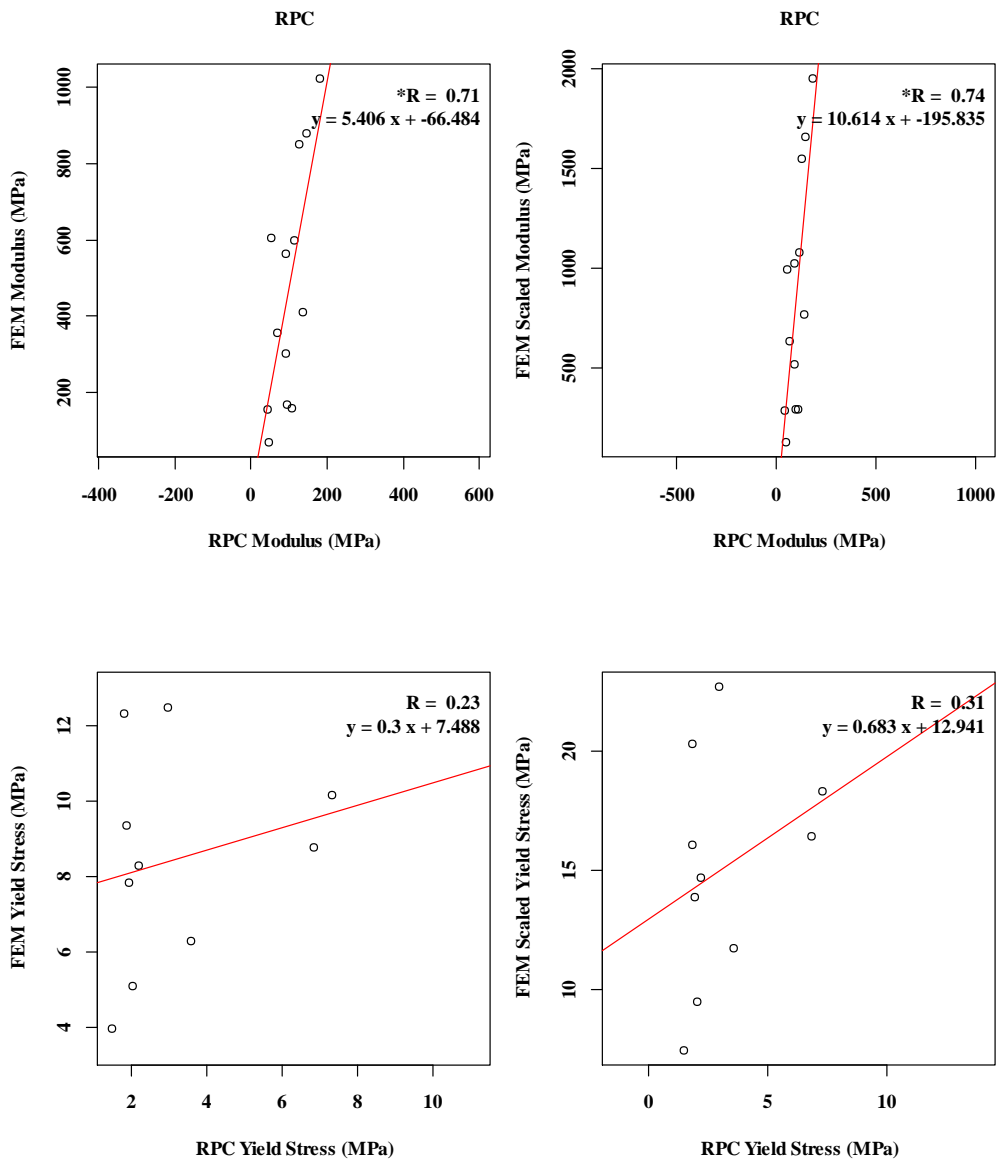 RPC
*R = 0.71
y = 5.406 x + -66.484
FEM Modulus (MPa)
1000
800
600
400
200
-400 -200 0 200 400 600
RPC Modulus (MPa)
RPC
*R = 0.74
y = 10.614 x + -195.835
FEM Scaled Modulus (MPa)
2000
1500
1000
500
-500 0 500 1000
RPC Modulus (MPa)
R = 0.23
y = 0.3 x + 7.488
FEM Yield Stress (MPa)
12
10
8
6
4
2 4 6 8 10
RPC Yield Stress (MPa)
R = 0.31
y = 0.683 x + 12.941
FEM Scaled Yield Stress (MPa)
20
15
10
0 5 10
RPC Yield Stress (MPa)